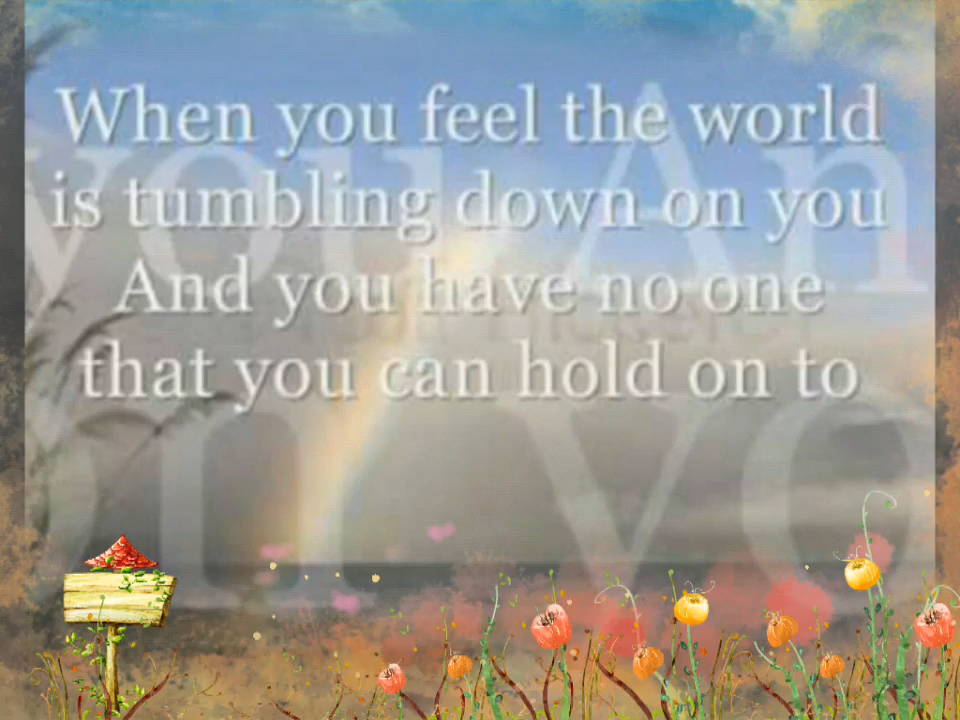 When you feel the world
is tumbling down on you
And you have no one
that you can hold on to